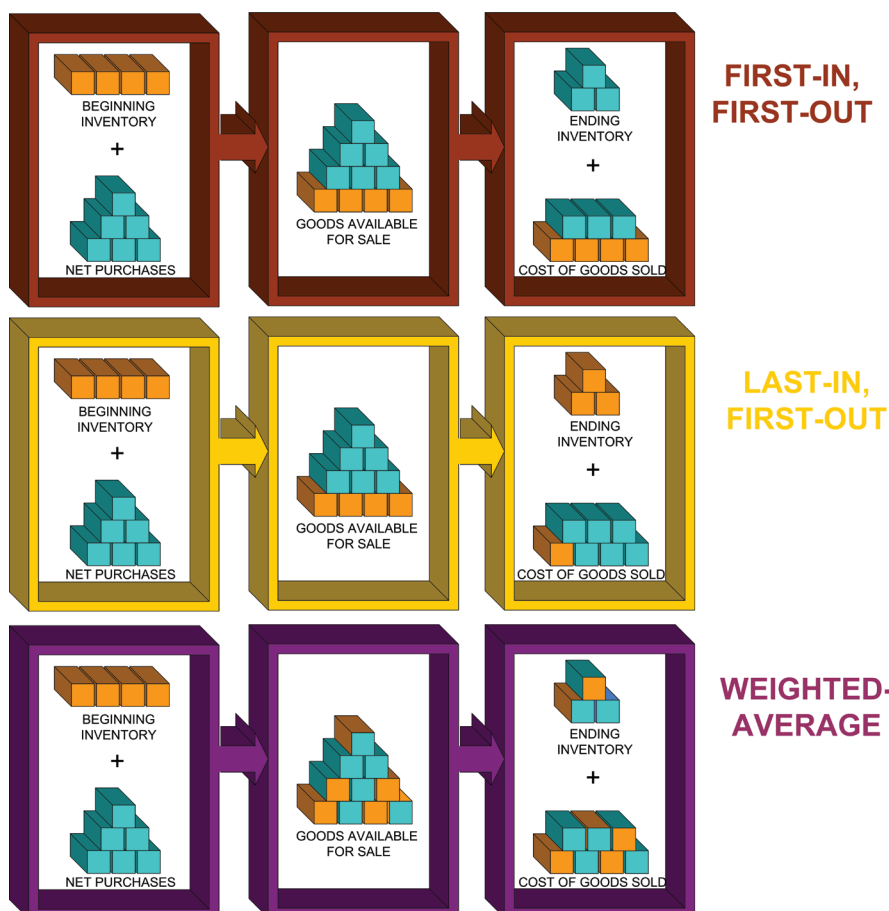 BEGINNING
INVENTORY
+
NET PURCHASES
GOODS AVAILABLE
FOR SALE
ENDING
INVENTORY
+
COST OF GOODS SOLD
FIRST-IN,
FIRST-OUT
BEGINNING
INVENTORY
+
NET PURCHASES
GOODS AVAILABLE
FOR SALE
ENDING
INVENTORY
+
COST OF GOODS SOLD
LAST-IN,
FIRST-OUT
BEGINNING
INVENTORY
+
NET PURCHASES
GOODS AVAILABLE
FOR SALE
ENDING
INVENTORY
+
COST OF GOODS SOLD
WEIGHTED-
AVERAGE